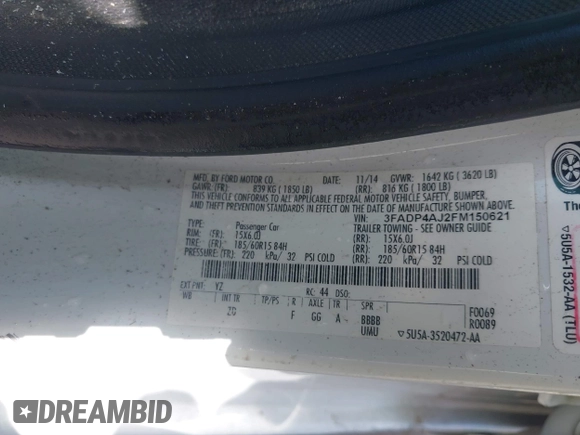 MFD. BY FORD MOTOR CO. DATE: 11/14 GVWR: 1642 KG ( 3620 LB)
GAWR:(FR): 839 KG ( 1850 LB) (RR): 816 KG ( 1800 LB)
THIS VEHICLE CONFORMS TO ALL APPLICABLE FEDERAL MOTOR VEHICLE SAFETY, BUMPER,
AND THEFT PREVENTION STANDARDS IN EFFECT ON THE DATE OF MANUFACTURE SHOWN ABOVE.
VIN: 3FADP4AJ2FM150621
TYPE: Passenger Car TRAILER TOWING - SEE OWNER GUIDE
RIM: (FR): 15X6.0J (RR): 15X6.0J
TIRE: (FR): 185/60R15 84H (RR): 185/60R15 84H
PRESSURE: (FR): 220 kPa/ 32 PSI COLD (RR): 220 kPa/ 32 PSI COLD
EXT PNT: YZ RC: 44 DSO:
WB INT TR TP/PS R AXLE TR SPR F0069
ZG F GG A BBBB R0089
UMU 5U5A-3520472-AA
5U5A-1532-AA (TL0)
DREAMBID